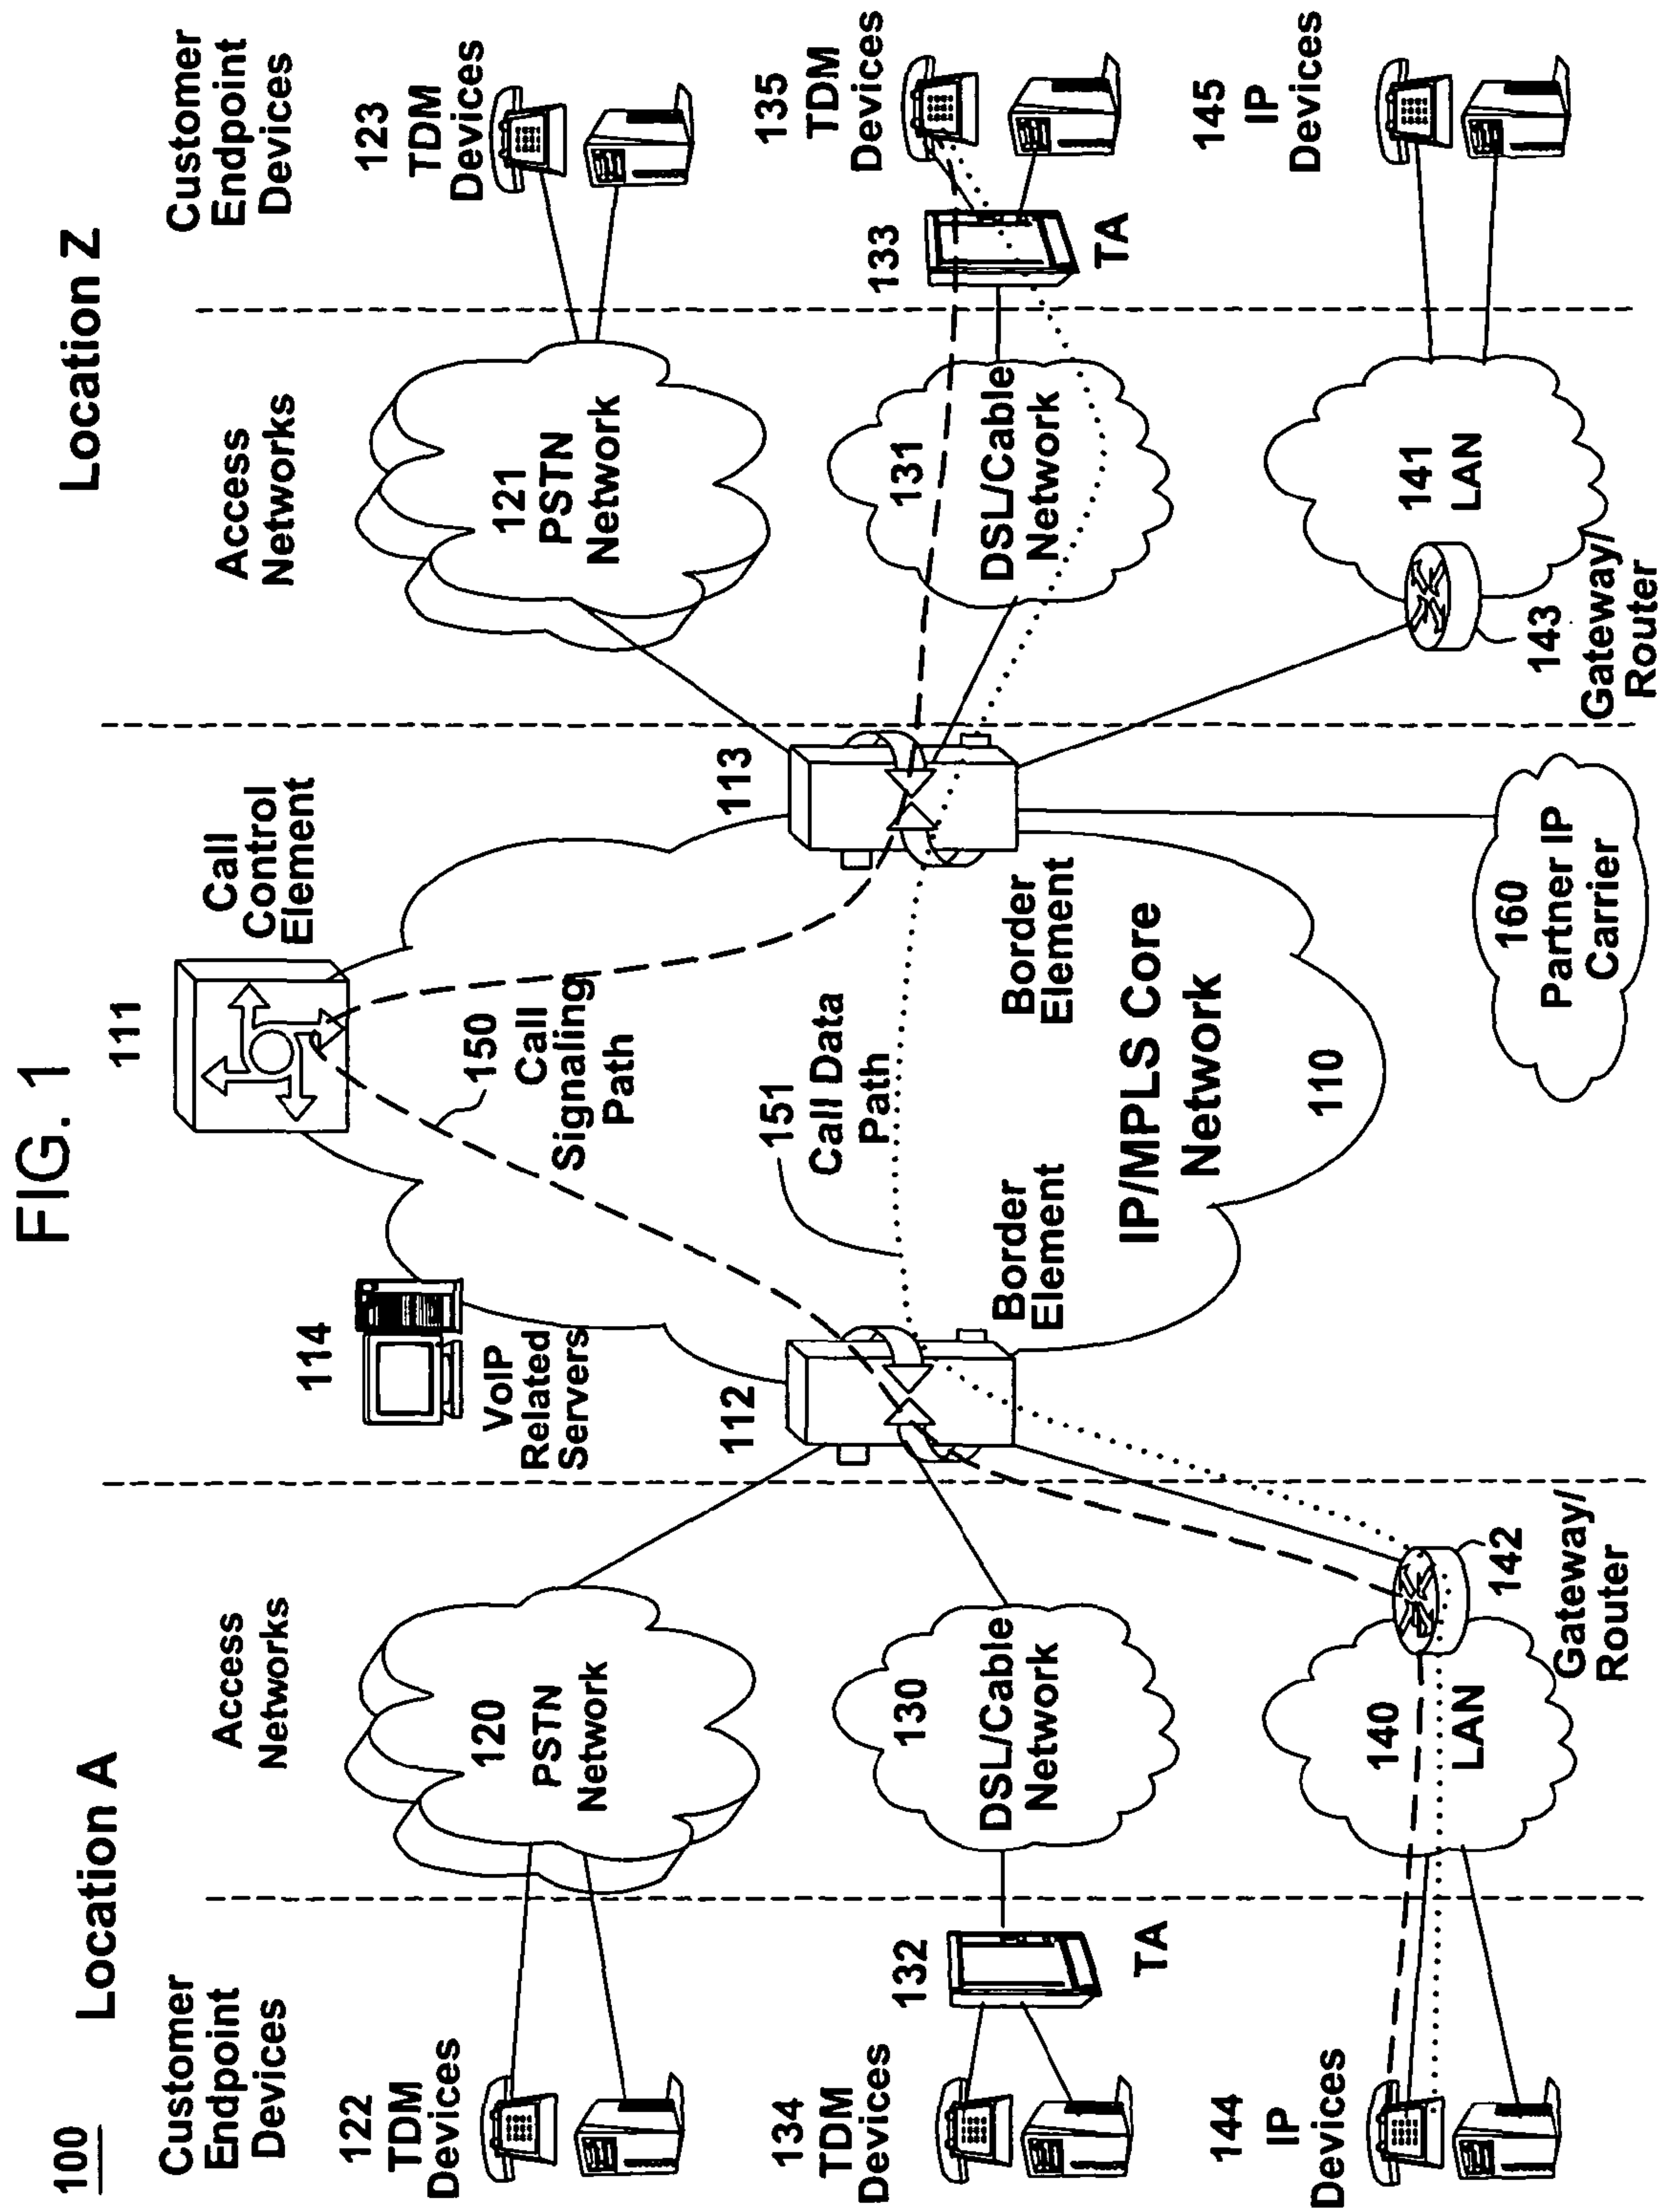 FIG. 1
100
Location A
Location Z
Customer
Endpoint
Devices
Access
Networks
114
VoIP
Related
Servers
111
Call
Control
Element
Access
Networks
Customer
Endpoint
Devices
122
TDM
Devices
120
PSTN
Network
121
PSTN
Network
123
TDM
Devices
150
Call
Signaling
Path
112
113
134
TDM
Devices
132
TA
130
DSL/Cable
Network
151
Call Data
Path
Border
Element
Border
Element
131
DSL/Cable
Network
133
TA
135
TDM
Devices
IP/MPLS Core
Network
110
144
IP
Devices
140
LAN
142
Gateway/
Router
160
Partner IP
Carrier
143
Gateway/
Router
141
LAN
145
IP
Devices